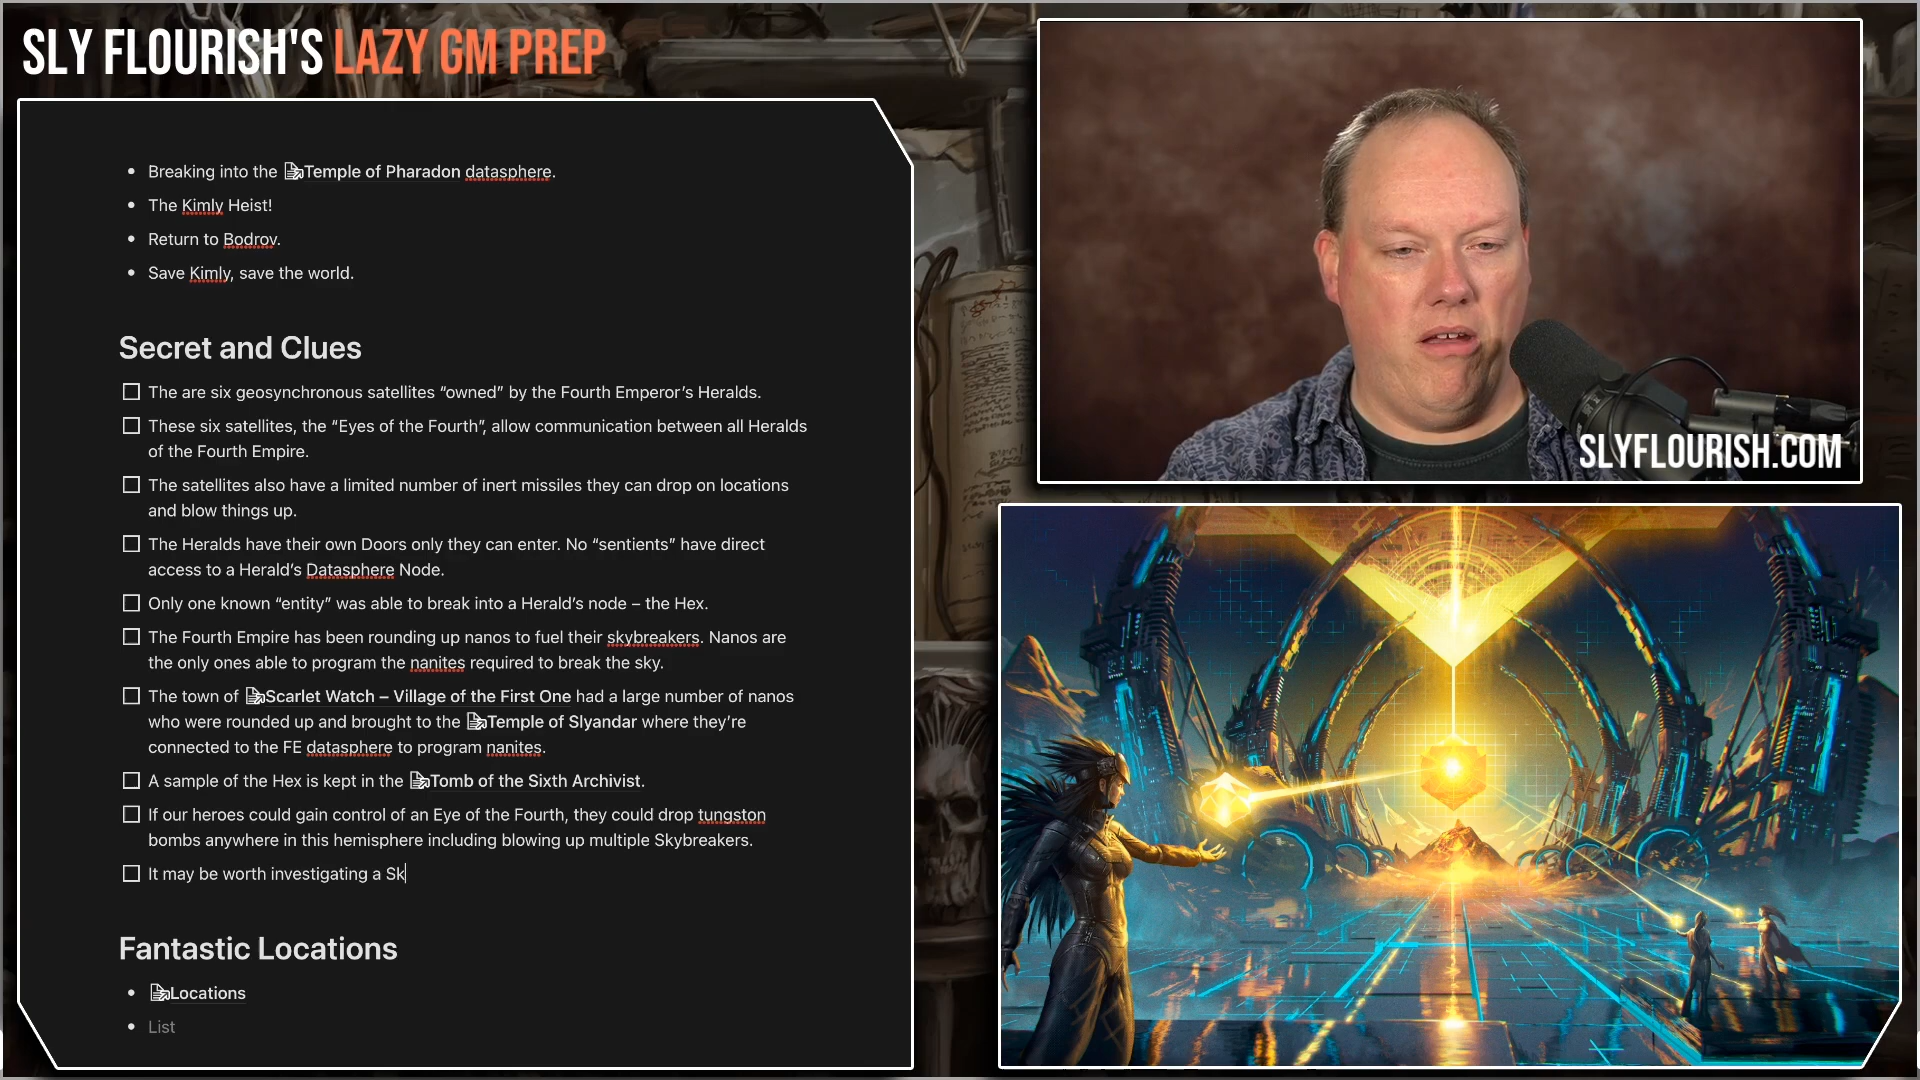 SLY FLOURISH'S LAZY GM PREP
Breaking into the Temple of Pharadon datasphere.
The Kimly Heist!
Return to Bodrov.
Save Kimly, save the world.
Secret and Clues
The are six geosynchronous satellites “owned” by the Fourth Emperor’s Heralds.
These six satellites, the “Eyes of the Fourth”, allow communication between all Heralds
of the Fourth Empire.
The satellites also have a limited number of inert missiles they can drop on locations
and blow things up.
The Heralds have their own Doors only they can enter. No “sentients” have direct
access to a Herald’s Datasphere Node.
Only one known “entity” was able to break into a Herald’s node – the Hex.
The Fourth Empire has been rounding up nanos to fuel their skybreakers. Nanos are
the only ones able to program the nanites required to break the sky.
The town of Scarlet Watch – Village of the First One had a large number of nanos
who were rounded up and brought to the Temple of Slyandar where they’re
connected to the FE datasphere to program nanites.
A sample of the Hex is kept in the Tomb of the Sixth Archivist.
If our heroes could gain control of an Eye of the Fourth, they could drop tungston
bombs anywhere in this hemisphere including blowing up multiple Skybreakers.
It may be worth investigating a Sk
Fantastic Locations
Locations
List
SLYFLOURISH.COM